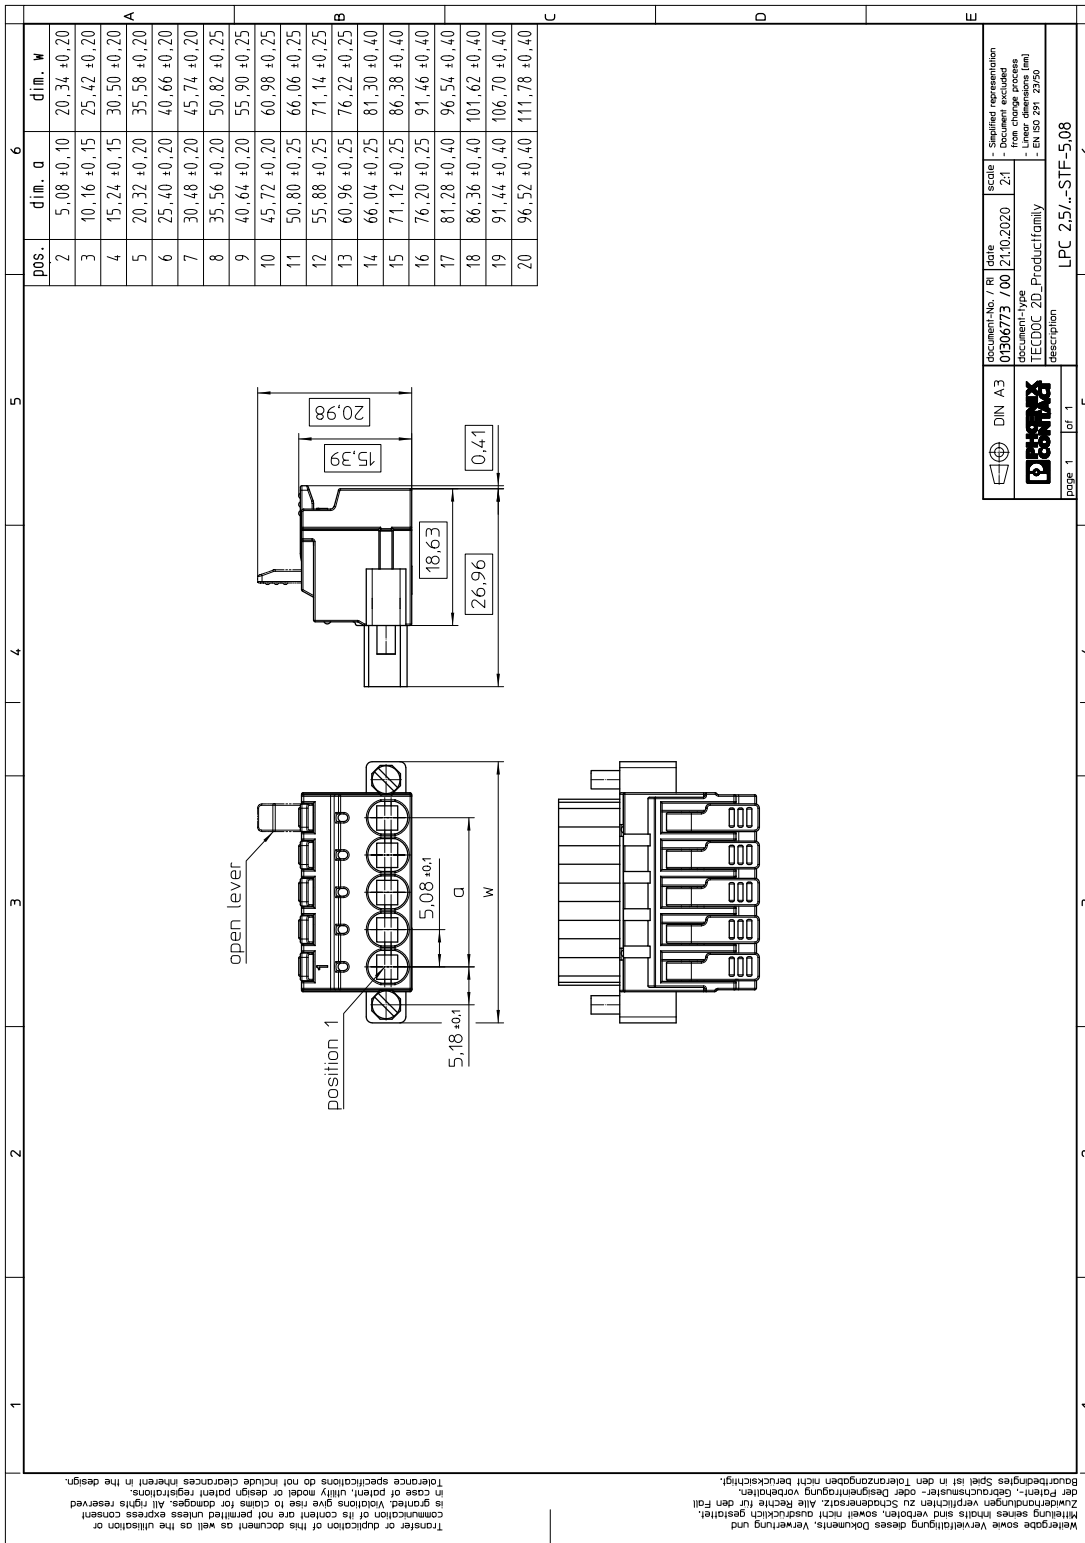 pos. dim. a dim. w
2 5,08 ±0,10 20,34 ±0,20
3 10,16 ±0,15 25,42 ±0,20
4 15,24 ±0,15 30,50 ±0,20
5 20,32 ±0,20 35,58 ±0,20
6 25,40 ±0,20 40,66 ±0,20
7 30,48 ±0,20 45,74 ±0,20
8 35,56 ±0,20 50,82 ±0,25
9 40,64 ±0,20 55,90 ±0,25
10 45,72 ±0,20 60,98 ±0,25
11 50,80 ±0,25 66,06 ±0,25
12 55,88 ±0,25 71,14 ±0,25
13 60,96 ±0,25 76,22 ±0,25
14 66,04 ±0,25 81,30 ±0,40
15 71,12 ±0,25 86,38 ±0,40
16 76,20 ±0,25 91,46 ±0,40
17 81,28 ±0,40 96,54 ±0,40
18 86,36 ±0,40 101,62 ±0,40
19 91,44 ±0,40 106,70 ±0,40
20 96,52 ±0,40 111,78 ±0,40
1 2 3 4 5 6
A B C D E
20,98
15,39
0,41
18,63
26,96
open lever
position 1
1
5,08 ±0,1
a
w
5,18 ±0,1
DIN A3
PHOENIX
CONTACT
page 1 of 1
document-No. / RI
01306773 / 00
date
21.10.2020
scale
2:1
- Simplified representation
- Document excluded
from change process
- Linear dimensions [mm]
- EN ISO 291 23/50
document-type
TECDOC 2D_Productfamily
description
LPC 2,5/..-STF-5,08
Transfer or duplication of this document as well as the utilisation or
communication of its content are not permitted unless express consent
is granted. Violations give rise to claims for damages. All rights reserved
in case of patent, utility model or design patent registrations.
Tolerance specifications do not include clearances inherent in the design.
Weitergabe sowie Vervielfältigung dieses Dokuments, Verwertung und
Mitteilung seines Inhalts sind verboten, soweit nicht ausdrücklich gestattet.
Zuwiderhandlungen verpflichten zu Schadenersatz. Alle Rechte für den Fall
der Patent-, Gebrauchsmuster- oder Designeintragung vorbehalten.
Bauartbedingtes Spiel ist in den Toleranzangaben nicht berücksichtigt.